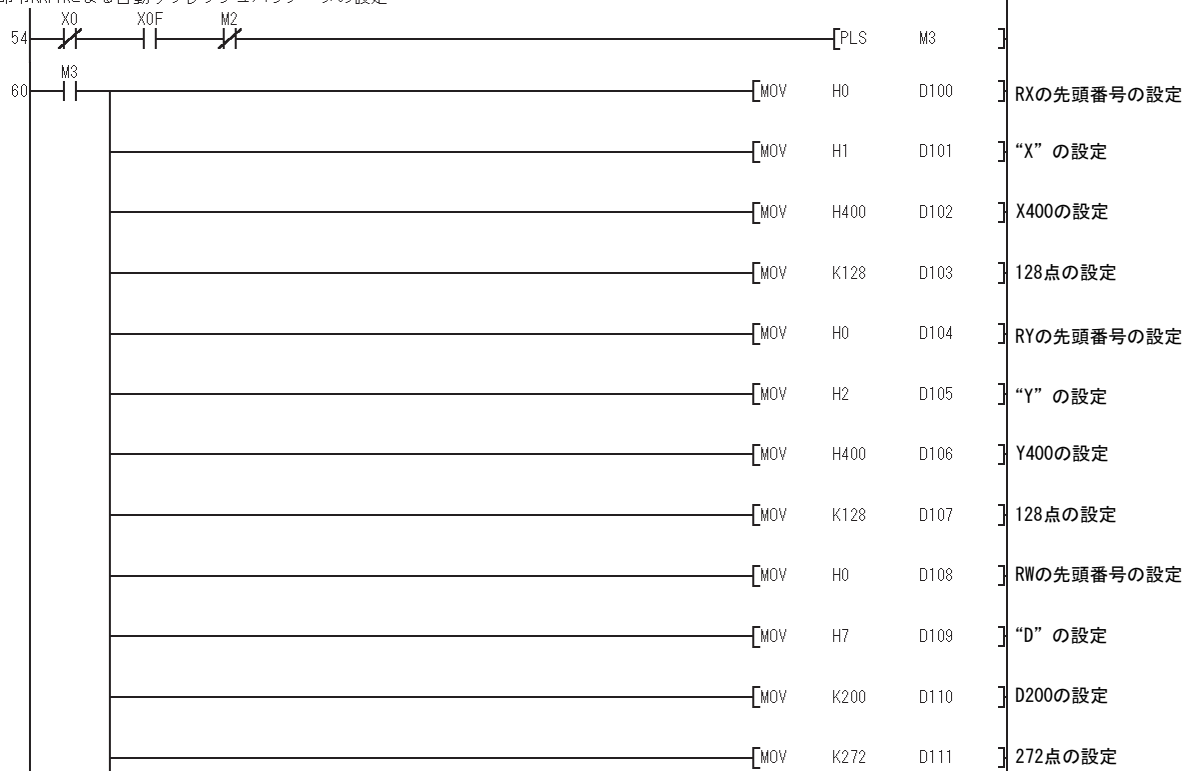 X0 X0F M2
54 PLS M3
M3
60 MOV H0 D100 RXの先頭番号の設定
MOV H1 D101 “X”の設定
MOV H400 D102 X400の設定
MOV K128 D103 128点の設定
MOV H0 D104 RYの先頭番号の設定
MOV H2 D105 “Y”の設定
MOV H400 D106 Y400の設定
MOV K128 D107 128点の設定
MOV H0 D108 RWの先頭番号の設定
MOV H7 D109 “D”の設定
MOV K200 D110 D200の設定
MOV K272 D111 272点の設定